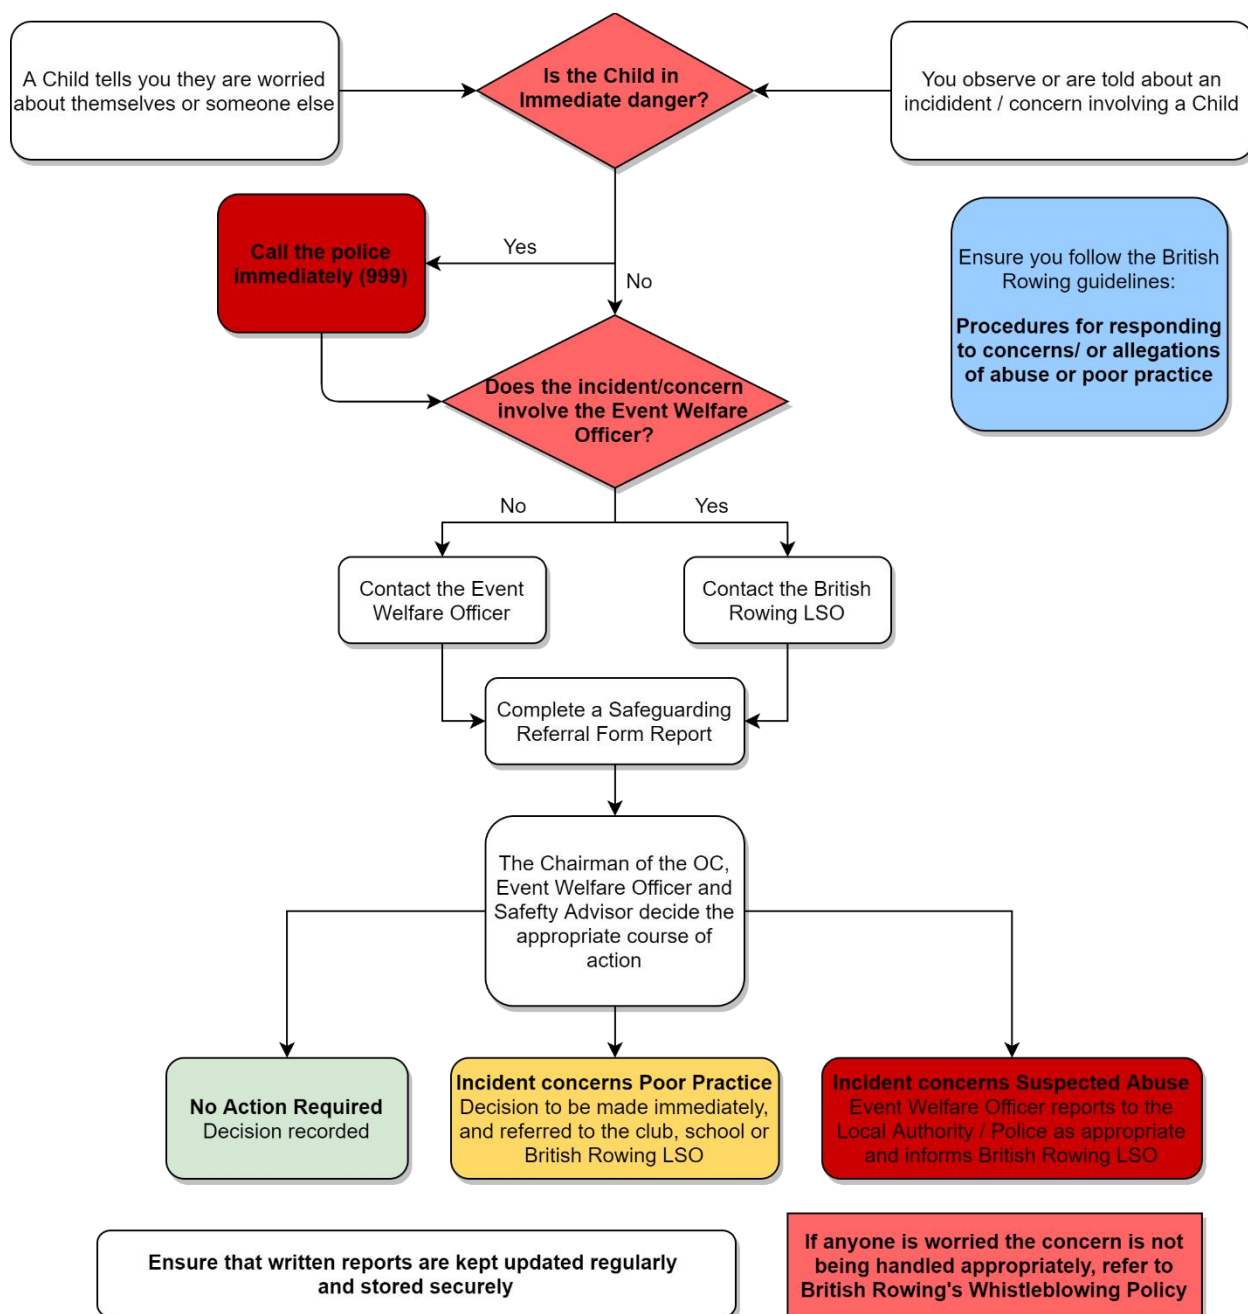 A Child tells you they are worried
about themselves or someone else
Is the Child in
Immediate danger?
You observe or are told about an
incidident / concern involving a Child
Call the police
immediately (999)
Yes
No
Ensure you follow the British
Rowing guidelines:
Procedures for responding
to concerns/ or allegations
of abuse or poor practice
Does the incident/concern
involve the Event Welfare
Officer?
No
Yes
Contact the Event
Welfare Officer
Contact the British
Rowing LSO
Complete a Safeguarding
Referral Form Report
The Chairman of the OC,
Event Welfare Officer and
Safefty Advisor decide the
appropriate course of
action
No Action Required
Decision recorded
Incident concerns Poor Practice
Decision to be made immediately,
and referred to the club, school or
British Rowing LSO
Incident concerns Suspected Abuse
Event Welfare Officer reports to the
Local Authority / Police as appropriate
and informs British Rowing LSO
Ensure that written reports are kept updated regularly
and stored securely
If anyone is worried the concern is not
being handled appropriately, refer to
British Rowing's Whistleblowing Policy